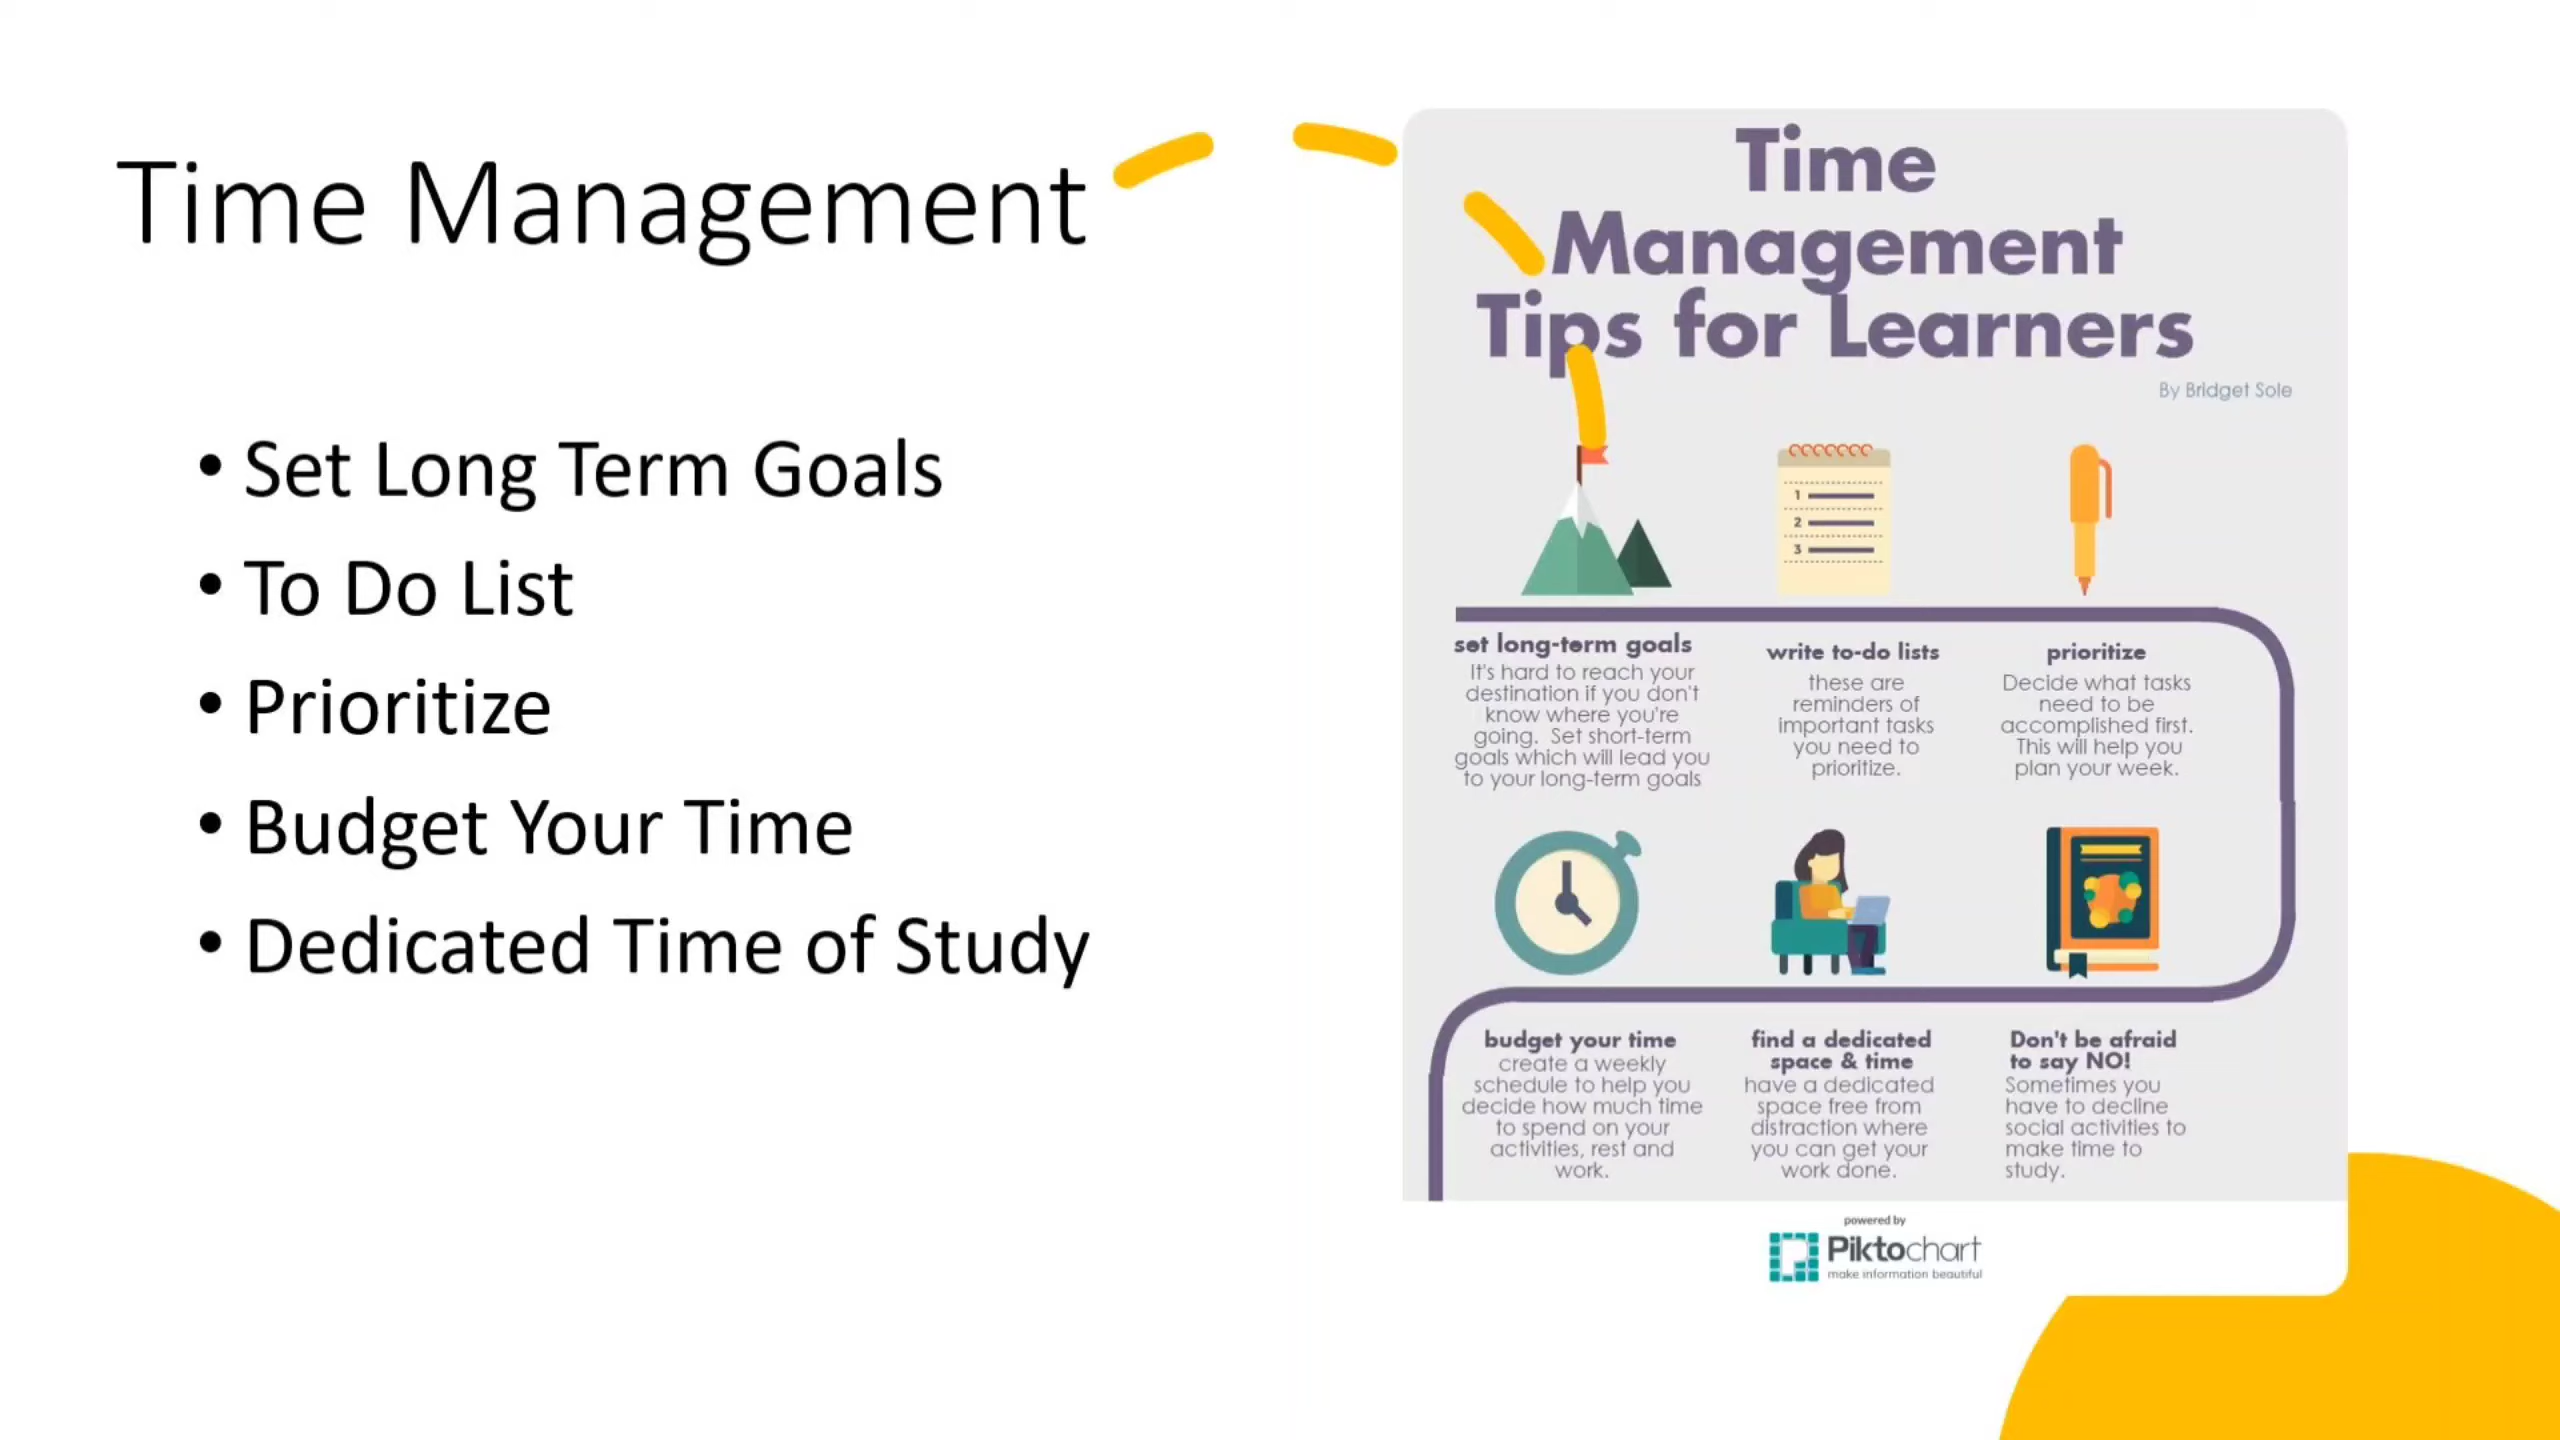 Time Management
• Set Long Term Goals
• To Do List
• Prioritize
• Budget Your Time
• Dedicated Time of Study
Time
Management
Tips for Learners
By Bridget Sole
1
2
3
set long-term goals
It's hard to reach your
destination if you don't
know where you're
going. Set short-term
goals which will lead you
to your long-term goals
write to-do lists
these are
reminders of
important tasks
you need to
prioritize.
prioritize
Decide what tasks
need to be
accomplished first.
This will help you
plan your week.
budget your time
create a weekly
schedule to help you
decide how much time
to spend on your
activities, rest and
work.
find a dedicated
space & time
have a dedicated
space free from
distraction where
you can get your
work done.
Don't be afraid
to say NO!
Sometimes you
have to decline
social activities to
make time to
study.
powered by
Piktochart
make information beautiful